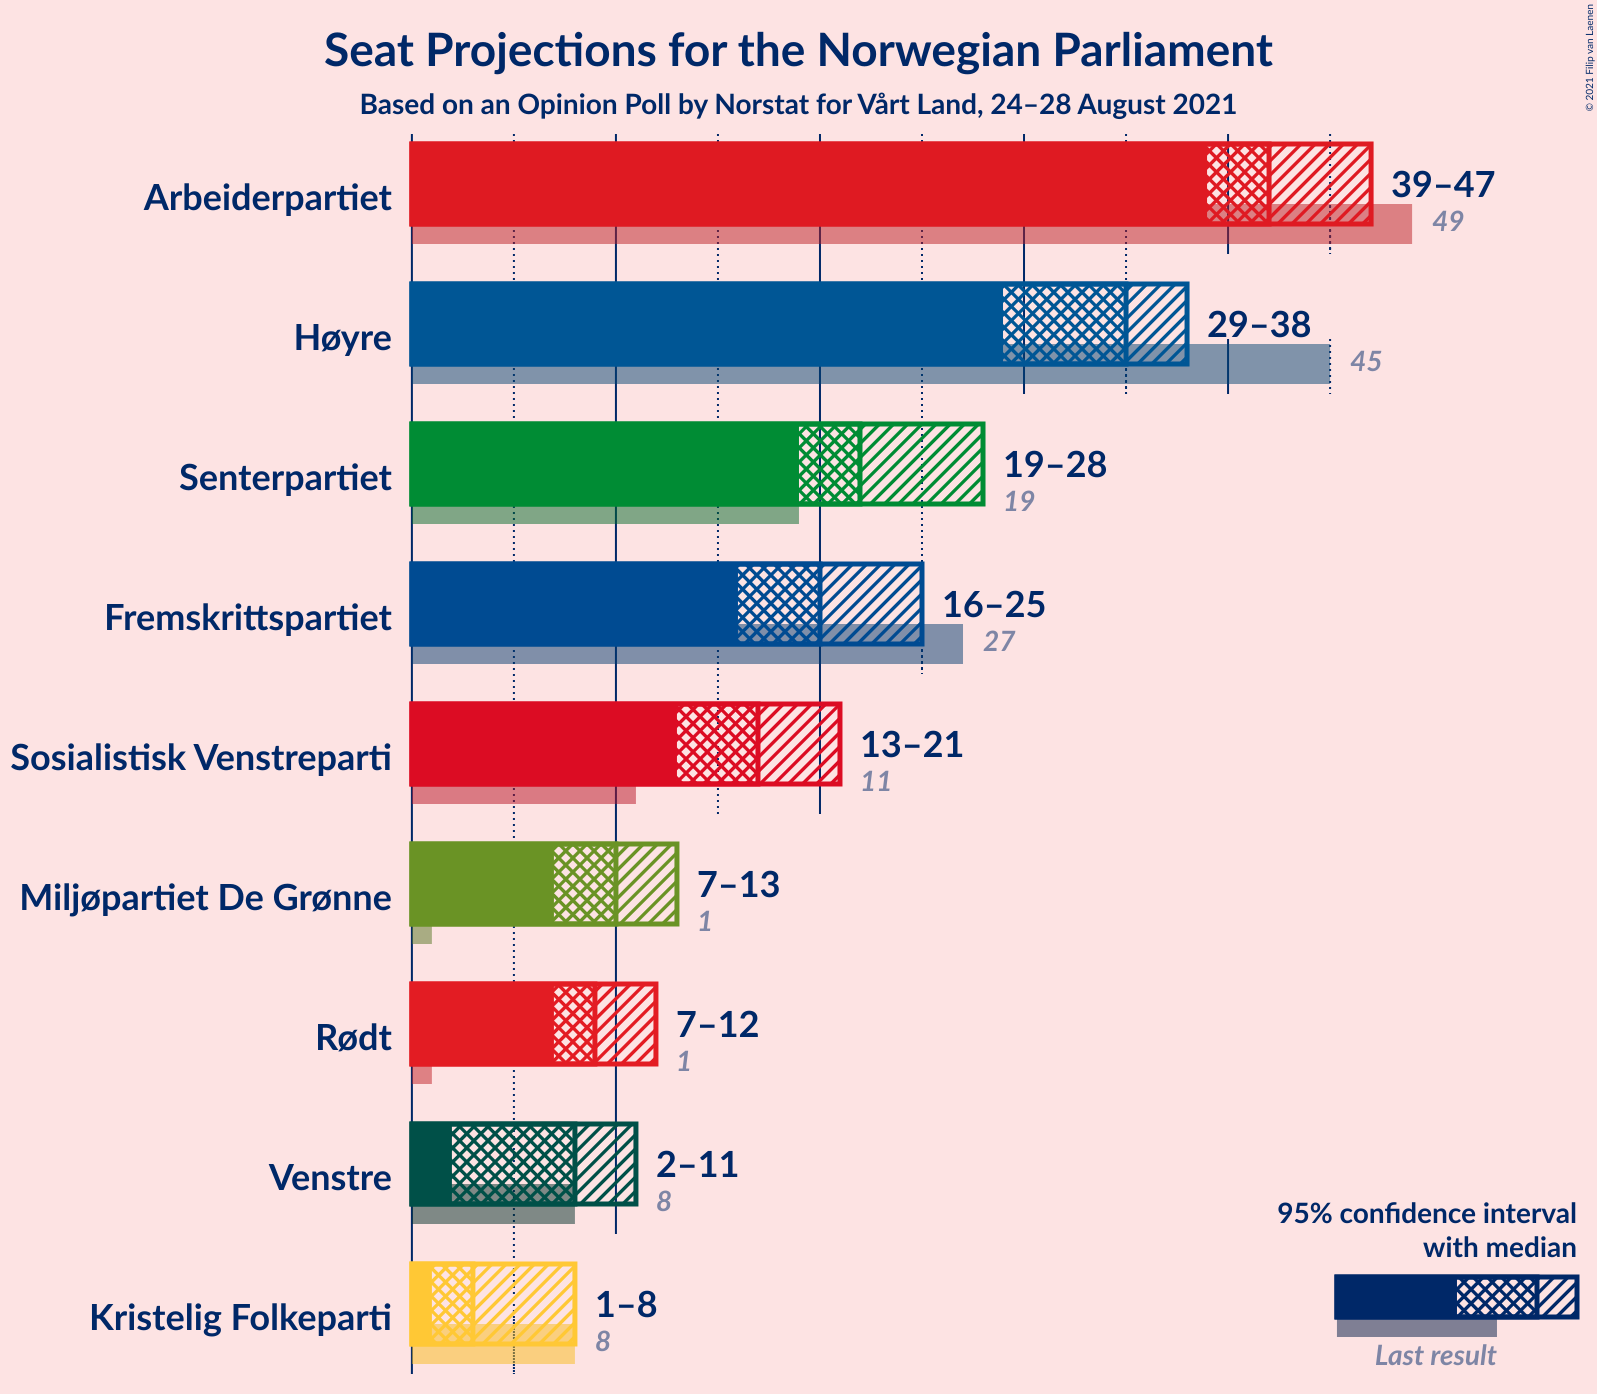 Seat Projections for the Norwegian Parliament
Based on an Opinion Poll by Norstat for Vårt Land, 24–28 August 2021
© 2021 Filip van Laenen
Arbeiderpartiet
39–47
49
Høyre
29–38
45
Senterpartiet
19–28
19
Fremskrittspartiet
16–25
27
Sosialistisk Venstreparti
13–21
11
Miljøpartiet De Grønne
7–13
1
Rødt
7–12
1
Venstre
2–11
8
Kristelig Folkeparti
1–8
8
95% confidence interval
with median
Last result